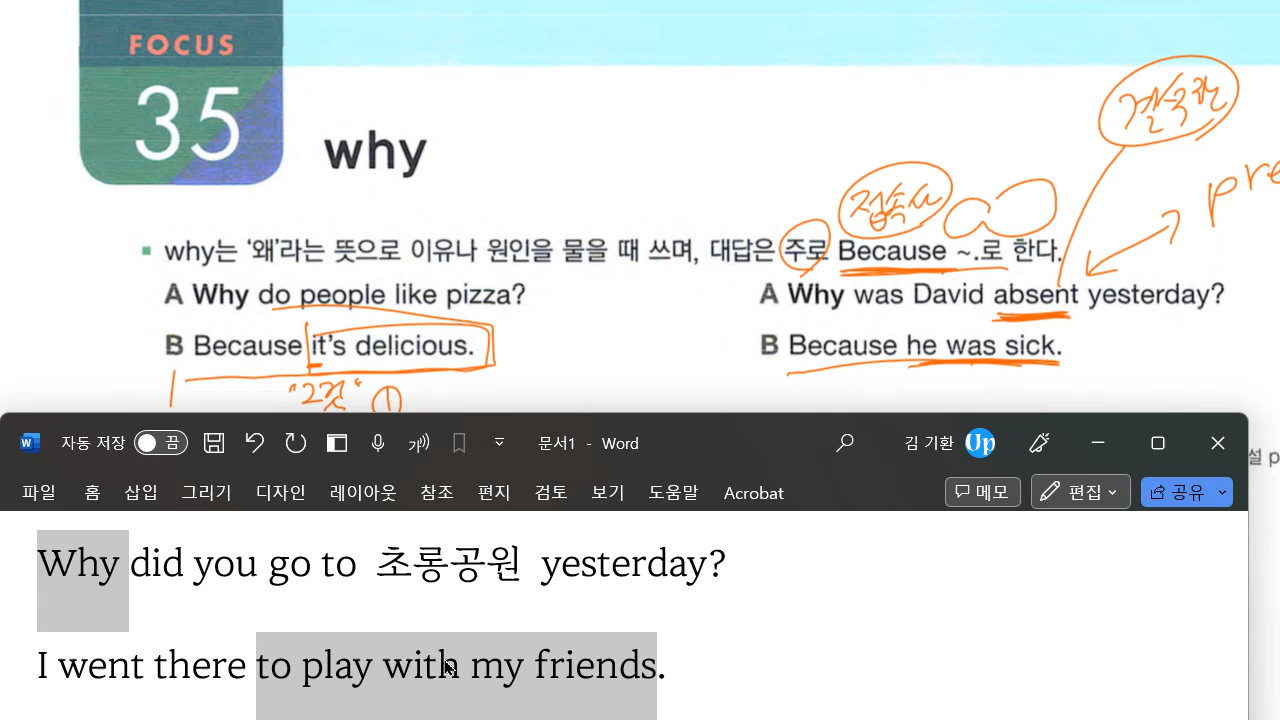 FOCUS
35
why
결석한
접속사
pre
why는 '왜'라는 뜻으로 이유나 원인을 물을 때 쓰며, 대답은 주로 Because ~.로 한다.
A Why do people like pizza?
B Because it's delicious.
A Why was David absent yesterday?
B Because he was sick.
"그것" ①
설 p
자동 저장 끔
가))
문서1 - Word
김 기환
Up
파일 홈 삽입 그리기 디자인 레이아웃 참조 편지 검토 보기 도움말 Acrobat
메모 편집 공유
Why did you go to 초롱공원 yesterday?
I went there to play with my friends.